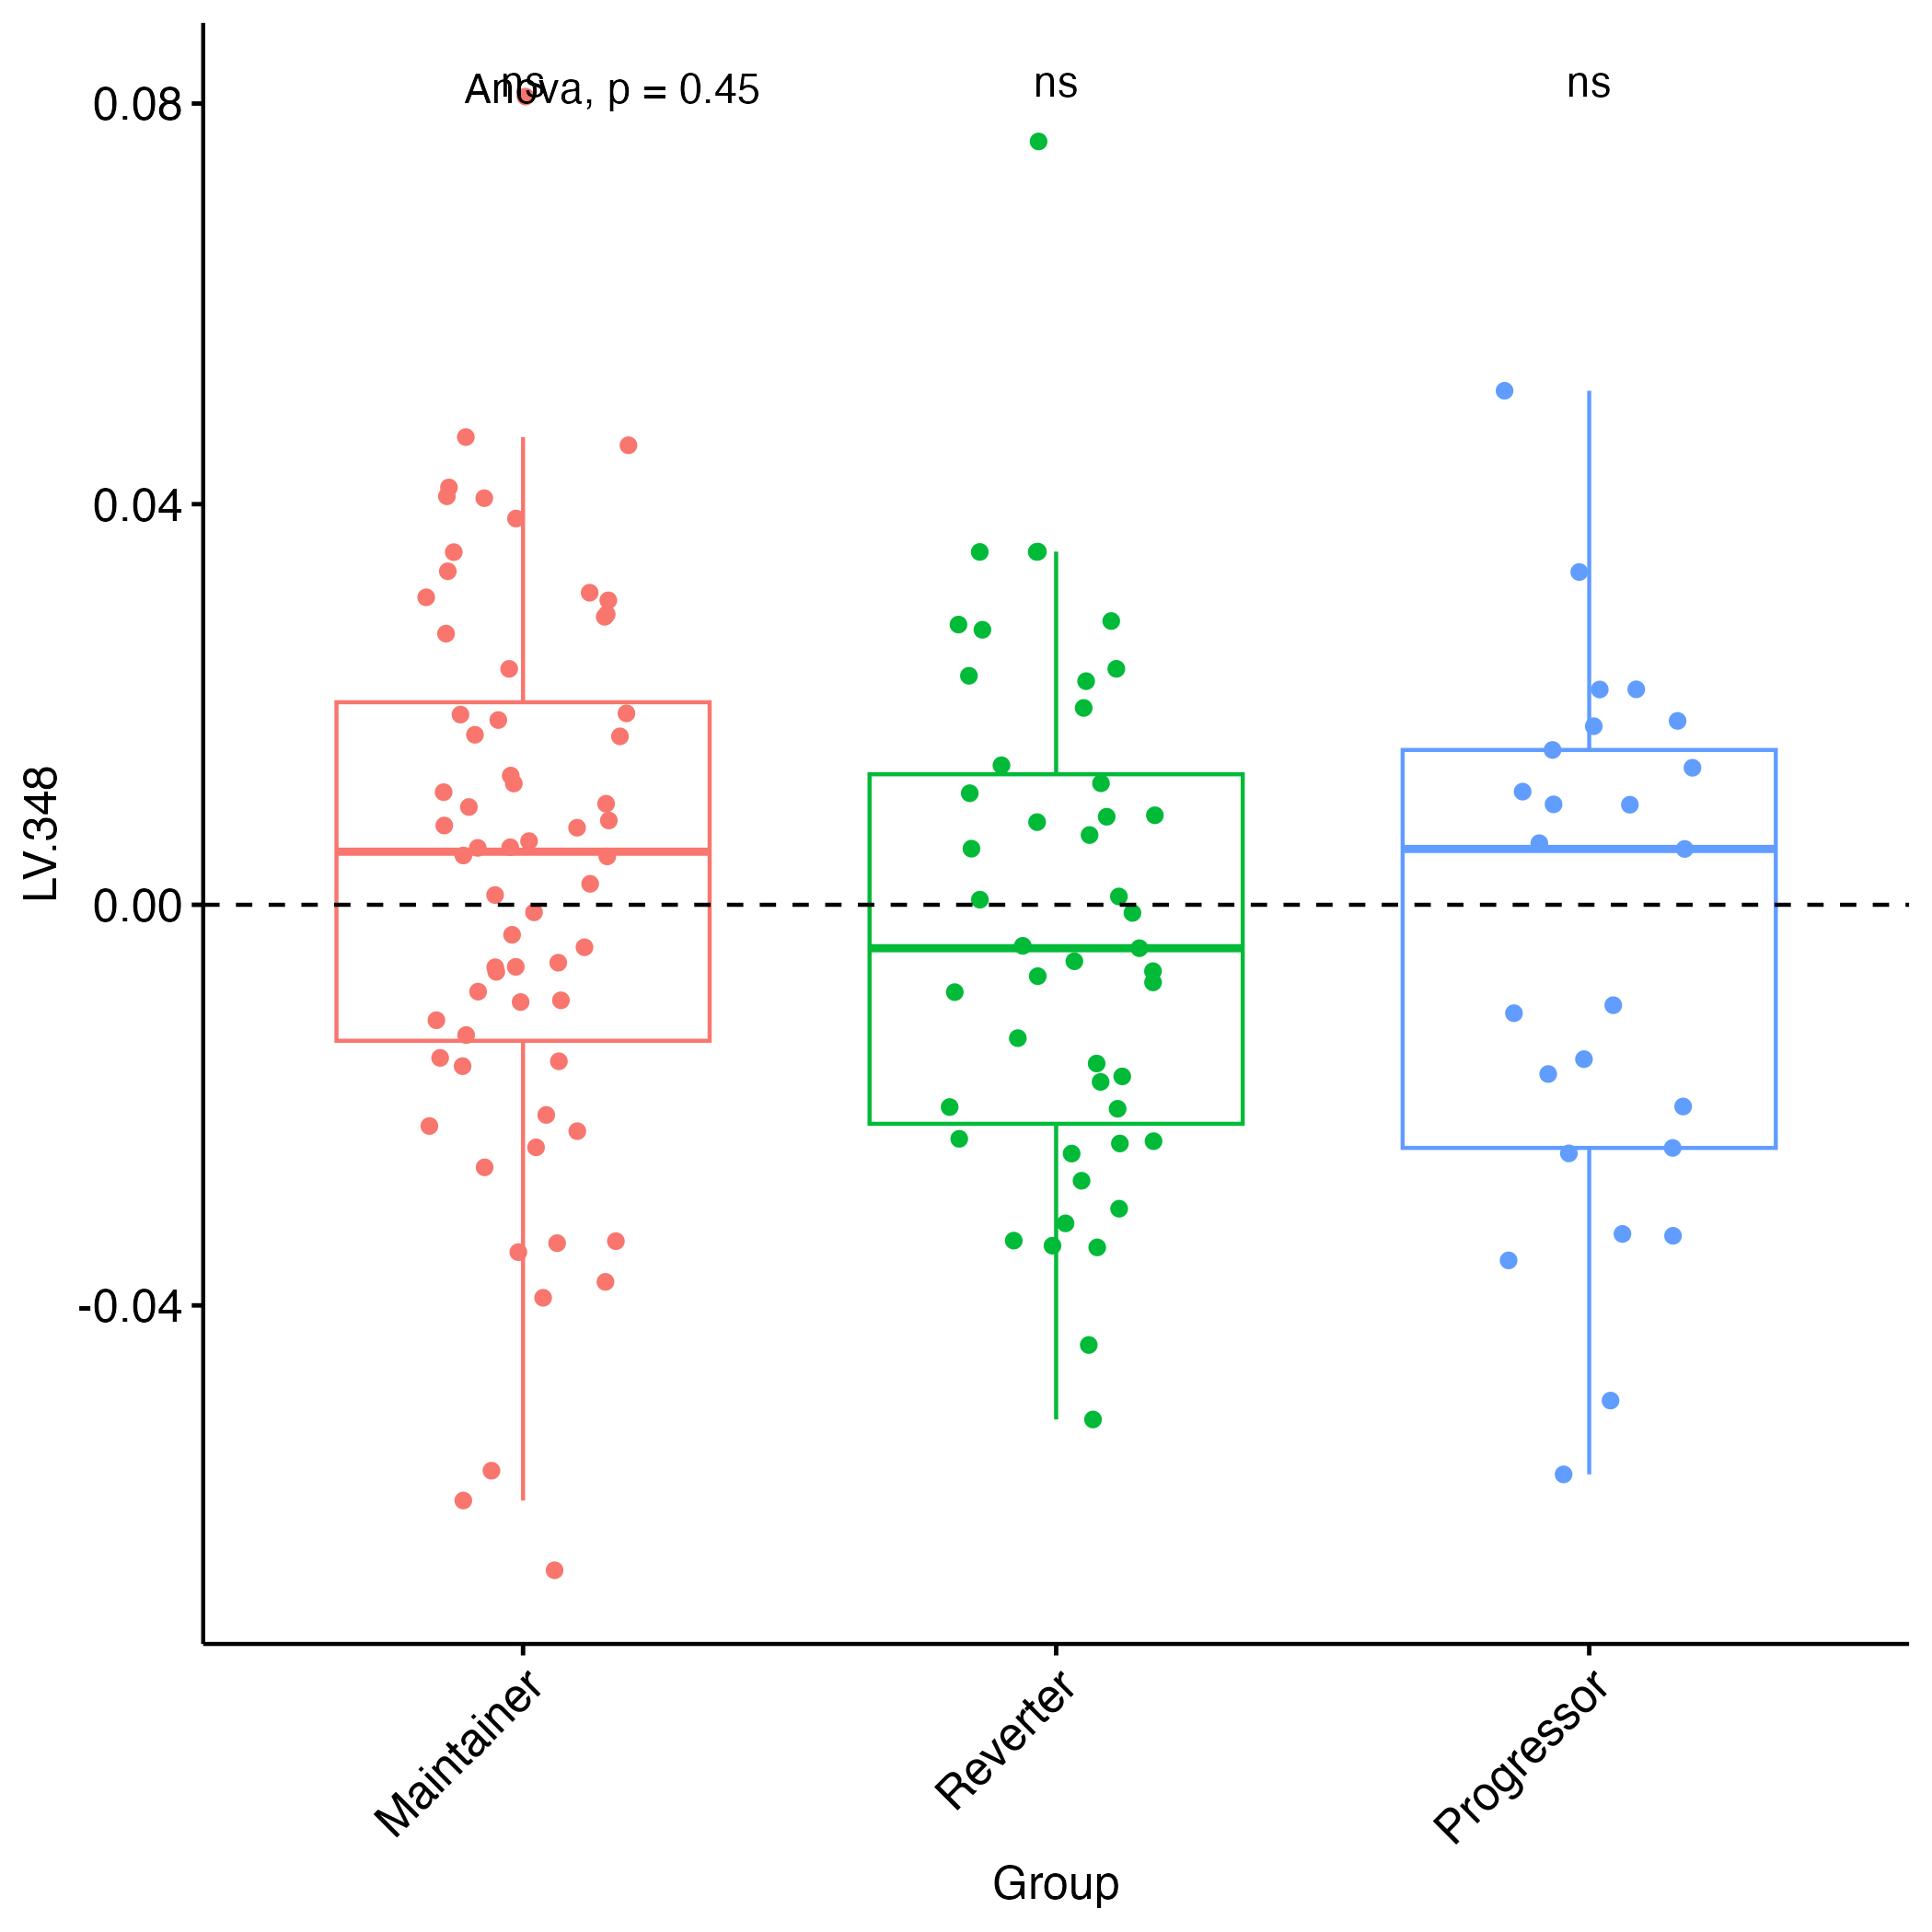 Anova, p = 0.45
ns
ns
ns
0.08
0.04
0.00
-0.04
LV.348
Maintainer
Reverter
Progressor
Group